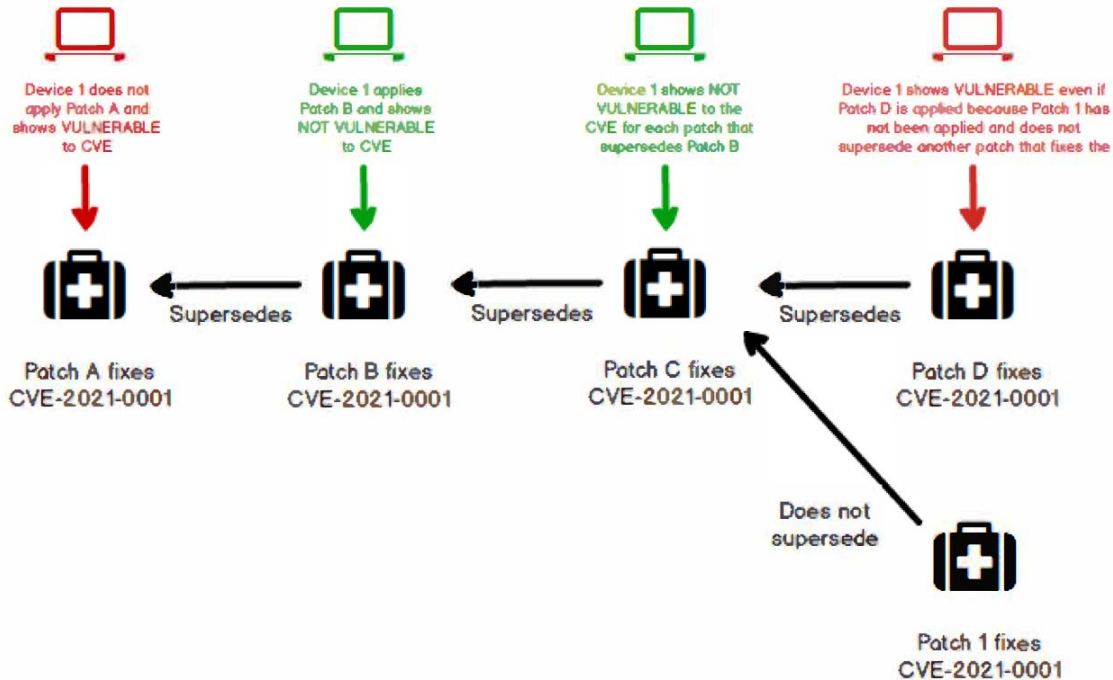 Device 1 does not
apply Patch A and
shows VULNERABLE
to CVE
Device 1 applies
Patch B and shows
NOT VULNERABLE
to CVE
Device 1 shows NOT
VULNERABLE to the
CVE for each patch that
supersedes Patch B
Device 1 shows VULNERABLE even if
Patch D is applied because Patch 1 has
not been applied and does not
supersede another patch that fixes the
Supersedes
Supersedes
Supersedes
Patch A fixes
CVE-2021-0001
Patch B fixes
CVE-2021-0001
Patch C fixes
CVE-2021-0001
Patch D fixes
CVE-2021-0001
Does not
supersede
Patch 1 fixes
CVE-2021-0001